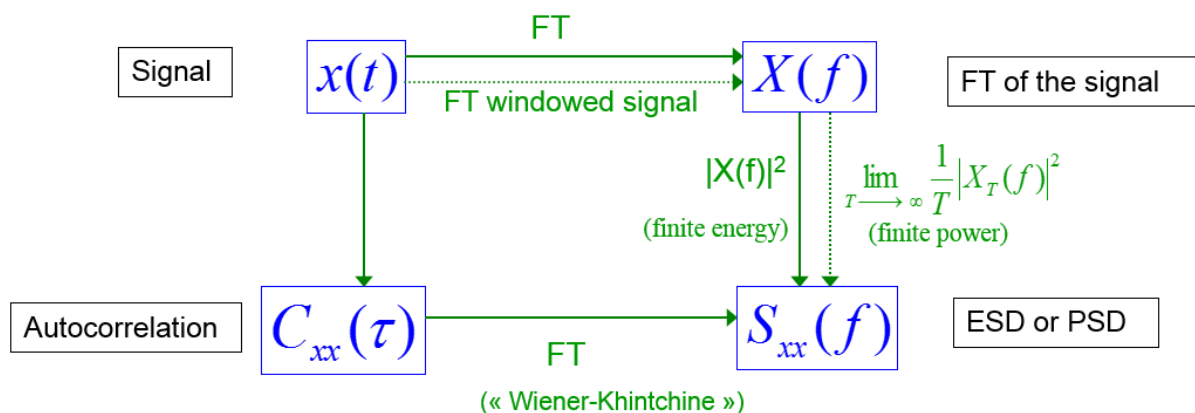 FT
Signal
x(t)
X(f)
FT of the signal
FT windowed signal
|X(f)|²
lim T→∞ 1/T |X_T(f)|²
(finite energy)
(finite power)
Autocorrelation
C_xx(τ)
S_xx(f)
ESD or PSD
FT
(« Wiener-Khintchine »)